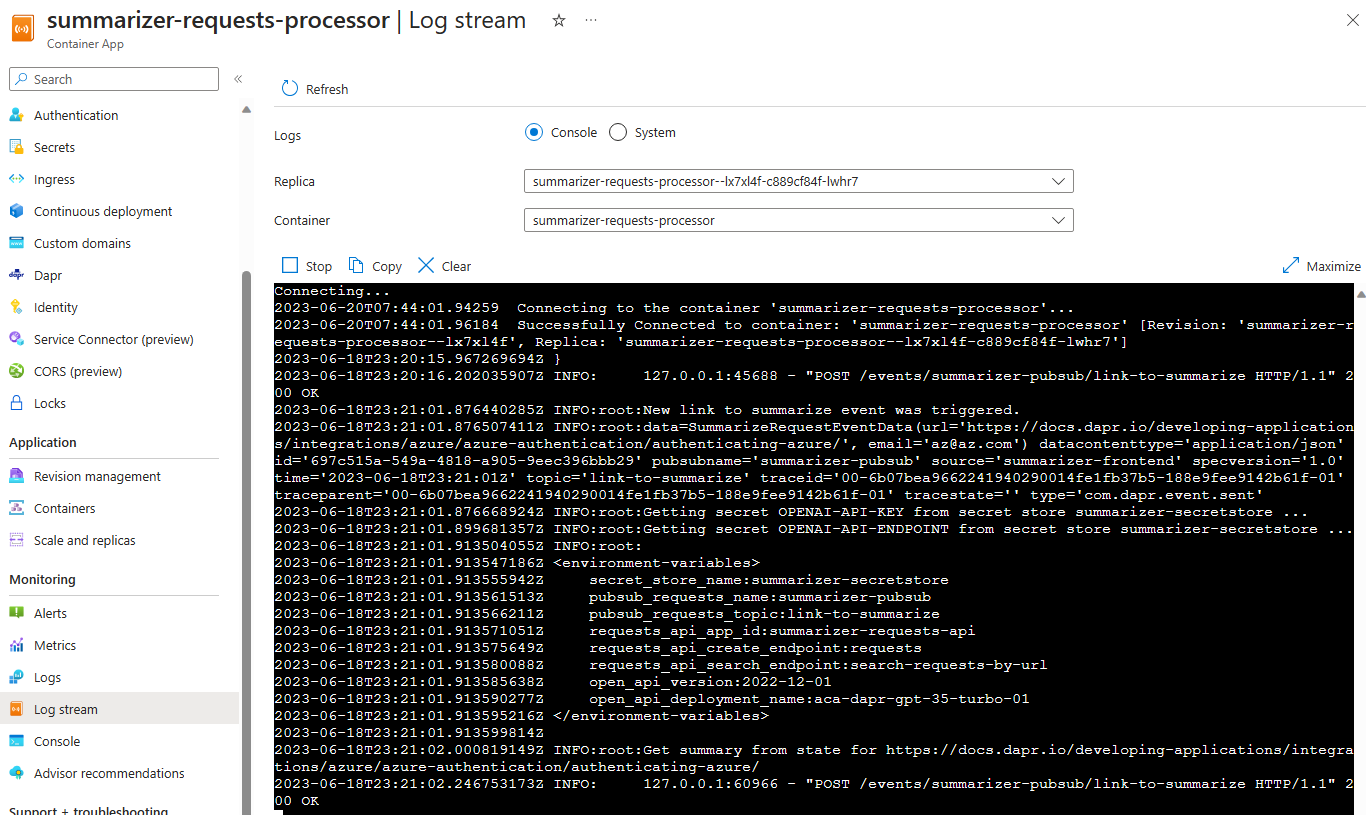 summarizer-requests-processor | Log stream
Container App
Search
Authentication
Secrets
Ingress
Continuous deployment
Custom domains
Dapr
Identity
Service Connector (preview)
CORS (preview)
Locks
Application
Revision management
Containers
Scale and replicas
Monitoring
Alerts
Metrics
Logs
Log stream
Console
Advisor recommendations
Support + troubleshooting
Refresh
Logs
Console
System
Replica
summarizer-requests-processor--lx7xl4f-c889cf84f-lwhr7
Container
summarizer-requests-processor
Stop
Copy
Clear
Maximize
Connecting...
2023-06-20T07:44:01.94259  Connecting to the container 'summarizer-requests-processor'...
2023-06-20T07:44:01.96184  Successfully Connected to container: 'summarizer-requests-processor' [Revision: 'summarizer-r
equests-processor--lx7xl4f', Replica: 'summarizer-requests-processor--lx7xl4f-c889cf84f-lwhr7']
2023-06-18T23:20:15.967269694Z }
2023-06-18T23:20:16.202035907Z INFO:     127.0.0.1:45688 - "POST /events/summarizer-pubsub/link-to-summarize HTTP/1.1" 2
00 OK
2023-06-18T23:21:01.876440285Z INFO:root:New link to summarize event was triggered.
2023-06-18T23:21:01.876507411Z INFO:root:data=SummarizeRequestEventData(url='https://docs.dapr.io/developing-application
s/integrations/azure/azure-authentication/authenticating-azure/', email='az@az.com') datacontenttype='application/json'
id='697c515a-549a-4818-a905-9eec396bbb29' pubsubname='summarizer-pubsub' source='summarizer-frontend' specversion='1.0'
time='2023-06-18T23:21:01Z' topic='link-to-summarize' traceid='00-6b07bea9662241940290014fe1fb37b5-188e9fee9142b61f-01'
traceparent='00-6b07bea9662241940290014fe1fb37b5-188e9fee9142b61f-01' tracestate='' type='com.dapr.event.sent'
2023-06-18T23:21:01.876668924Z INFO:root:Getting secret OPENAI-API-KEY from secret store summarizer-secretstore ...
2023-06-18T23:21:01.899681357Z INFO:root:Getting secret OPENAI-API-ENDPOINT from secret store summarizer-secretstore ...
2023-06-18T23:21:01.913504055Z INFO:root:
2023-06-18T23:21:01.913547186Z <environment-variables>
2023-06-18T23:21:01.913555942Z     secret_store_name:summarizer-secretstore
2023-06-18T23:21:01.913561513Z     pubsub_requests_name:summarizer-pubsub
2023-06-18T23:21:01.913566211Z     pubsub_requests_topic:link-to-summarize
2023-06-18T23:21:01.913571051Z     requests_api_app_id:summarizer-requests-api
2023-06-18T23:21:01.913575649Z     requests_api_create_endpoint:requests
2023-06-18T23:21:01.913580088Z     requests_api_search_endpoint:search-requests-by-url
2023-06-18T23:21:01.913585638Z     open_api_version:2022-12-01
2023-06-18T23:21:01.913590277Z     open_api_deployment_name:aca-dapr-gpt-35-turbo-01
2023-06-18T23:21:01.913595216Z </environment-variables>
2023-06-18T23:21:01.913599814Z
2023-06-18T23:21:02.000819149Z INFO:root:Get summary from state for https://docs.dapr.io/developing-applications/integra
tions/azure/azure-authentication/authenticating-azure/
2023-06-18T23:21:02.246753173Z INFO:     127.0.0.1:60966 - "POST /events/summarizer-pubsub/link-to-summarize HTTP/1.1" 2
00 OK